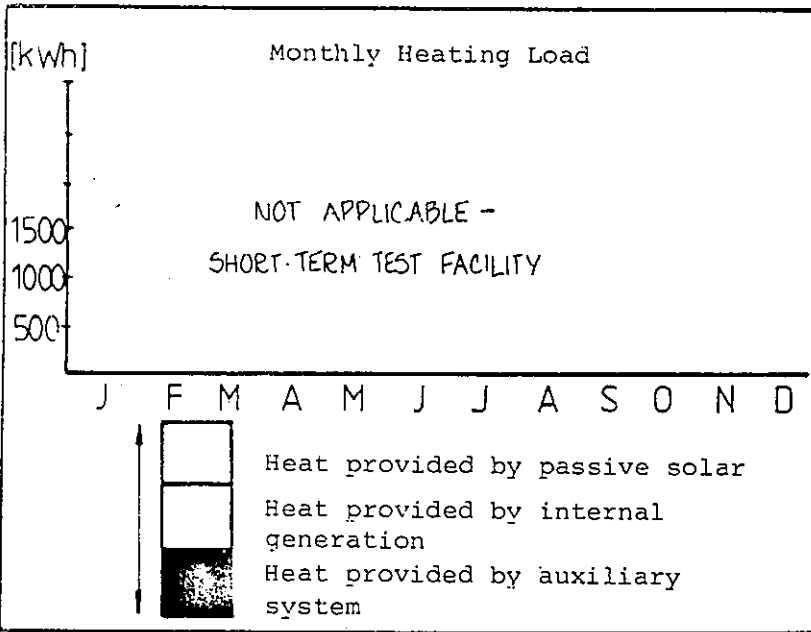 [kWh]
Monthly Heating Load
NOT APPLICABLE -
SHORT-TERM TEST FACILITY
1500
1000
500
J F M A M J J A S O N D
Heat provided by passive solar
Heat provided by internal
generation
Heat provided by auxiliary
system